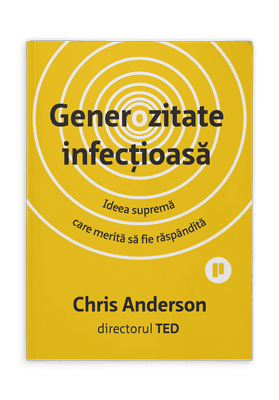 Generozitate
infecțioasă
Ideea supremă
care merită să fie răspândită
Chris Anderson
directorul TED